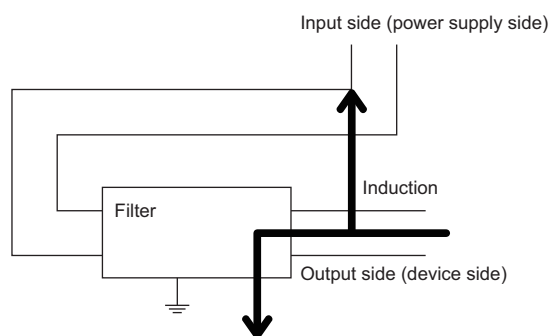 Input side (power supply side)
Induction
Filter
Output side (device side)